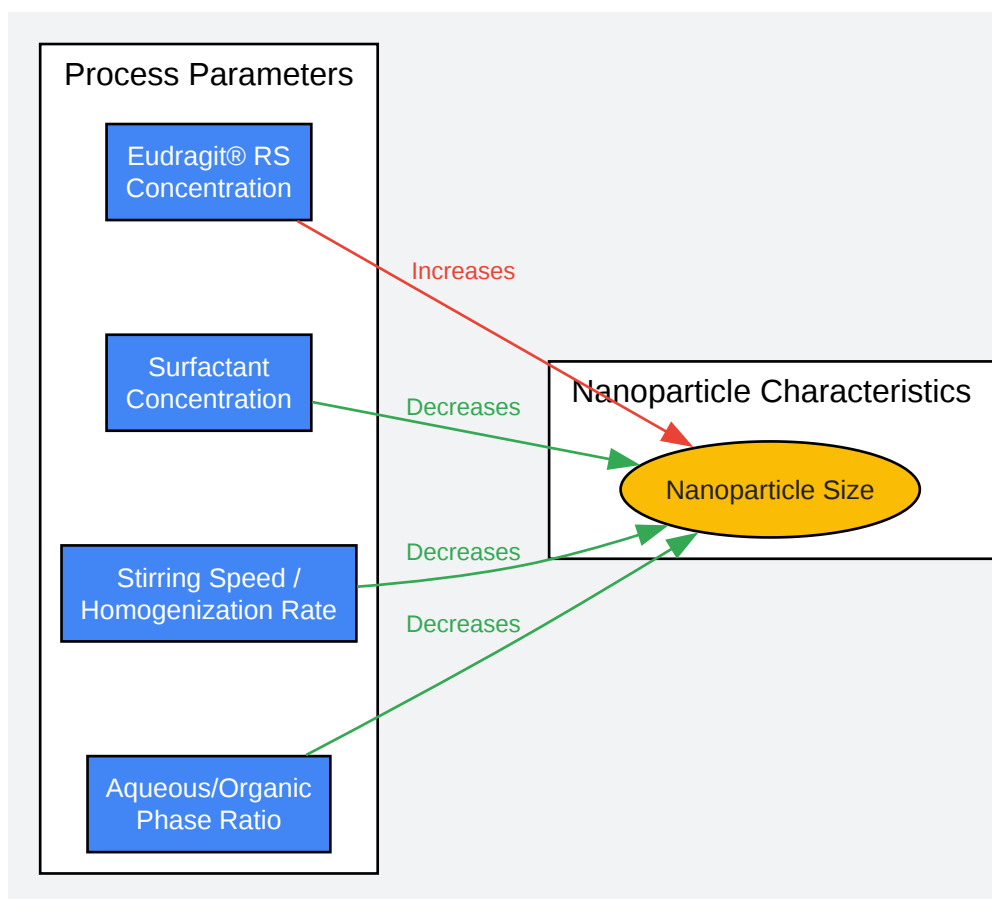 Process Parameters
Eudragit® RS
Concentration
Increases
Surfactant
Concentration
Decreases
Nanoparticle Characteristics
Nanoparticle Size
Stirring Speed /
Homogenization Rate
Decreases
Decreases
Aqueous/Organic
Phase Ratio